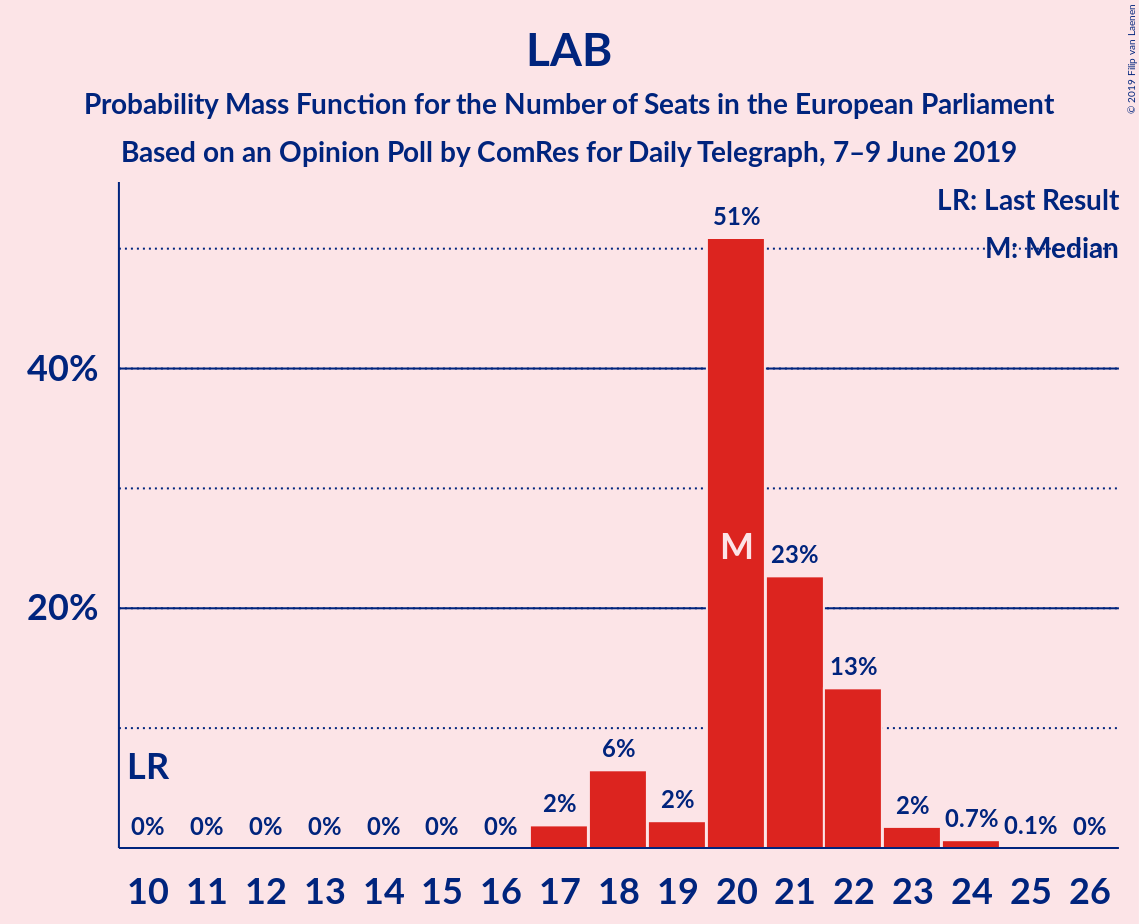 LAB
Probability Mass Function for the Number of Seats in the European Parliament
Based on an Opinion Poll by ComRes for Daily Telegraph, 7–9 June 2019
© 2019 Filip van Laenen
LR: Last Result
M: Median
51%
40%
M
23%
20%
13%
LR
6%
0% 0% 0% 0% 0% 0% 0% 2% 2% 2% 0.7% 0.1% 0%
10 11 12 13 14 15 16 17 18 19 20 21 22 23 24 25 26